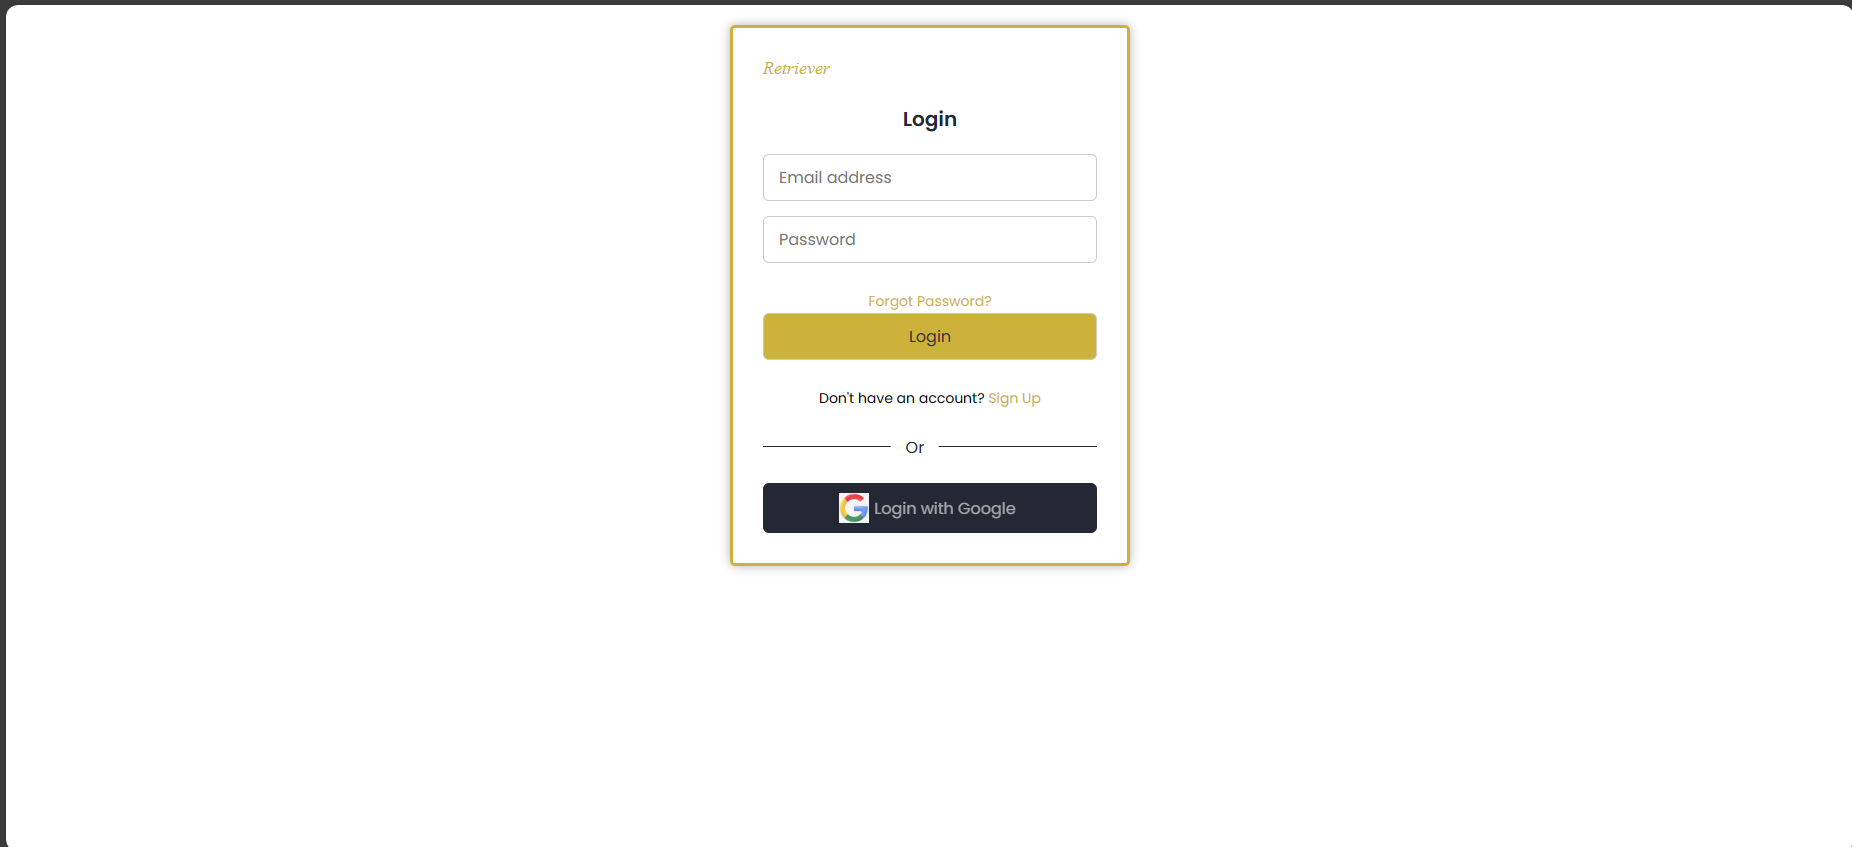 Retriever
Login
Email address
Password
Forgot Password?
Login
Don't have an account? Sign Up
Or
Login with Google